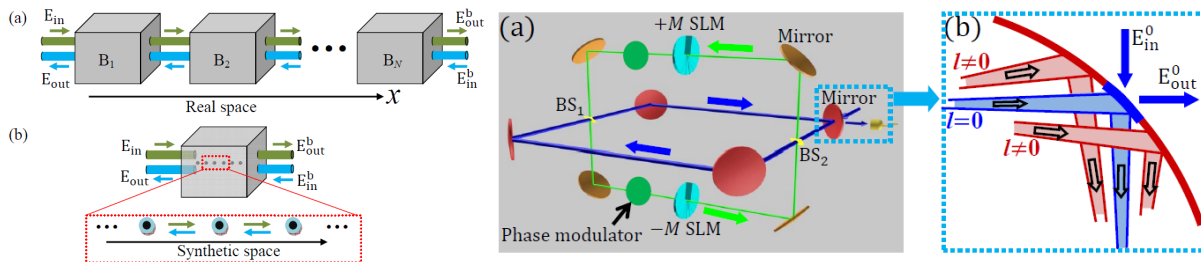 (a)
E_in
E_out
B_1
B_2
•••
B_N
E^b_out
E^b_in
Real space
x
(b)
E_in
E_out
E^b_out
E^b_in
•••
•••
Synthetic space
(a)
+M SLM
Mirror
BS_1
Mirror
BS_2
Phase modulator
−M SLM
(b)
E^0_in
l≠0
E^0_out
l=0
l≠0